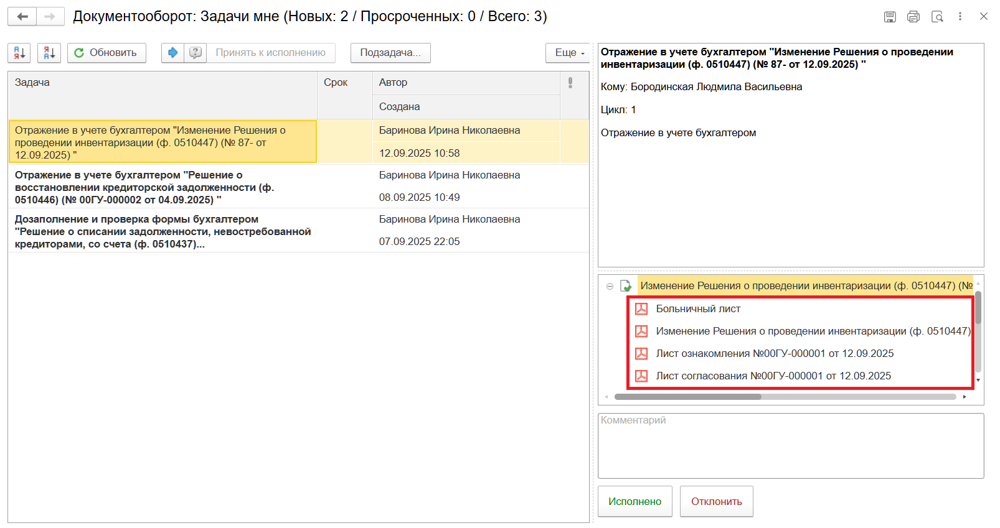 Документооборот: Задачи мне (Новых: 2 / Просроченных: 0 / Всего: 3)
А
Я
Я
А
Обновить
?
Принять к исполнению
Подзадача...
Еще
Задача
Срок
Автор
Создана
Отражение в учете бухгалтером "Изменение Решения о
проведении инвентаризации (ф. 0510447) (№ 87- от
12.09.2025) "
Баринова Ирина Николаевна
12.09.2025 10:58
Отражение в учете бухгалтером "Решение о
восстановлении кредиторской задолженности (ф.
0510446) (№ 00ГУ-000002 от 04.09.2025) "
Баринова Ирина Николаевна
08.09.2025 10:49
Дозаполнение и проверка формы бухгалтером
"Решение о списании задолженности, невостребованной
кредиторами, со счета (ф. 0510437)...
Баринова Ирина Николаевна
07.09.2025 22:05
Отражение в учете бухгалтером "Изменение Решения о проведении
инвентаризации (ф. 0510447) (№ 87- от 12.09.2025) "
Кому: Бородинская Людмила Васильевна
Цикл: 1
Отражение в учете бухгалтером
Изменение Решения о проведении инвентаризации (ф. 0510447) (№
Больничный лист
Изменение Решения о проведении инвентаризации (ф. 0510447)
Лист ознакомления №00ГУ-000001 от 12.09.2025
Лист согласования №00ГУ-000001 от 12.09.2025
Комментарий
Исполнено
Отклонить